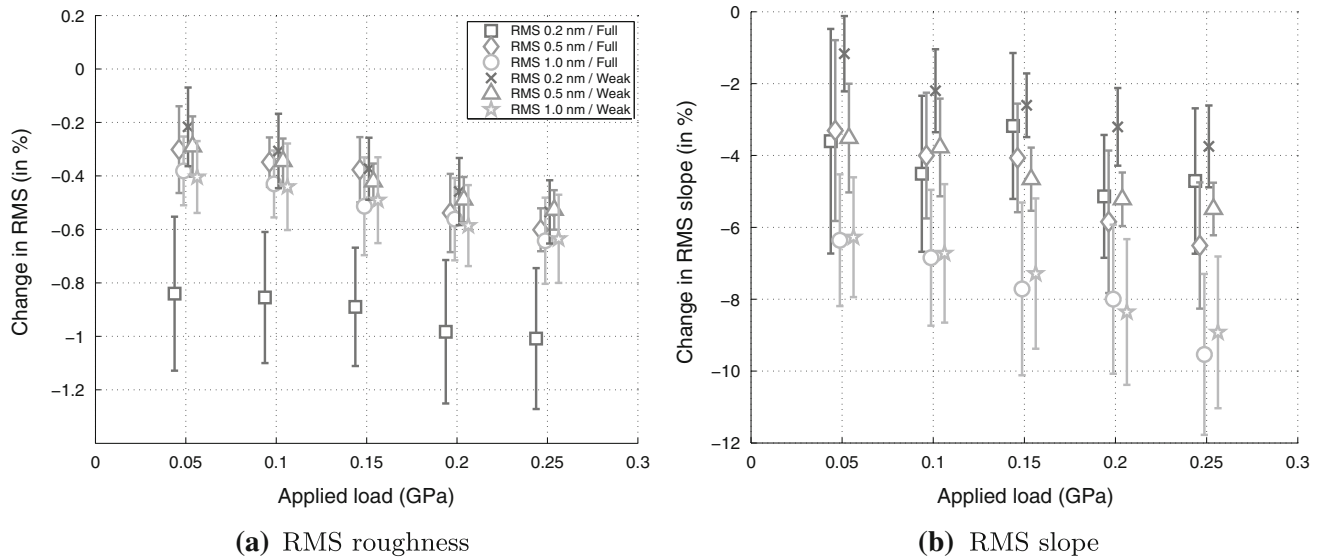 0.2
0
−0.2
−0.4
−0.6
−0.8
−1
−1.2
Change in RMS (in %)
RMS 0.2 nm / Full
RMS 0.5 nm / Full
RMS 1.0 nm / Full
RMS 0.2 nm / Weak
RMS 0.5 nm / Weak
RMS 1.0 nm / Weak
0 0.05 0.1 0.15 0.2 0.25 0.3
Applied load (GPa)
(a) RMS roughness
0
−2
−4
−6
−8
−10
−12
Change in RMS slope (in %)
0 0.05 0.1 0.15 0.2 0.25 0.3
Applied load (GPa)
(b) RMS slope